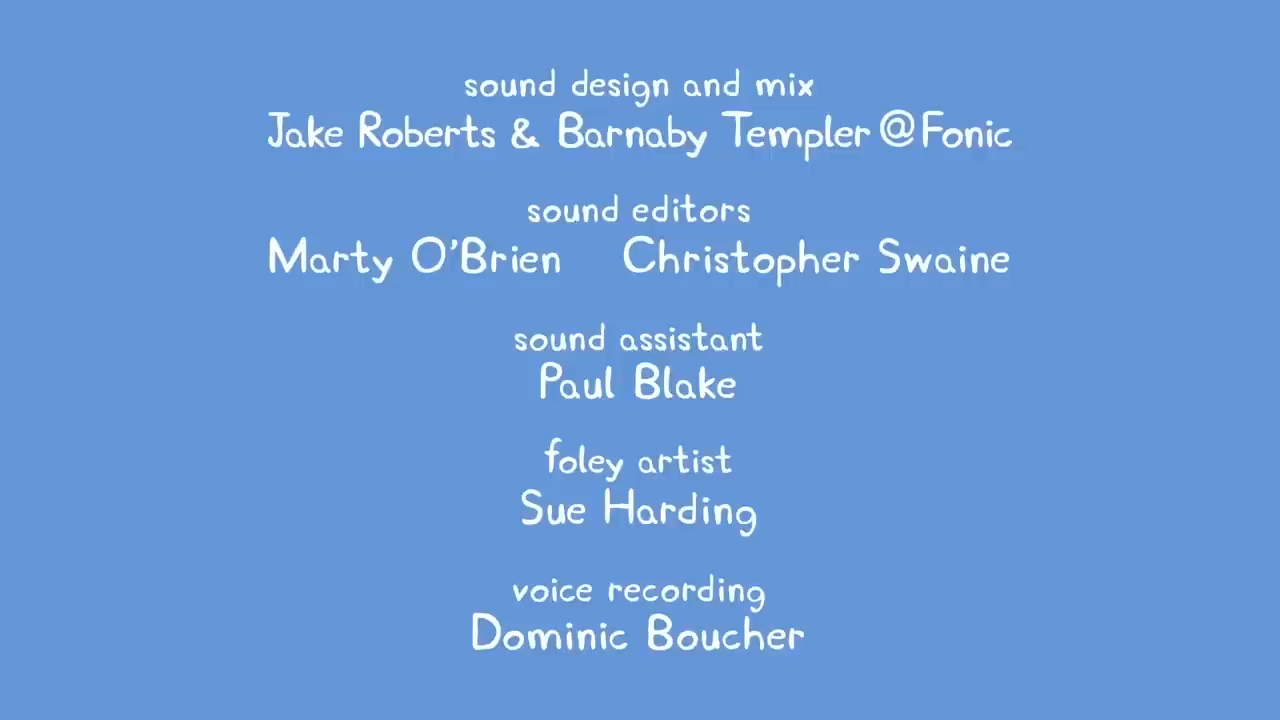 sound design and mix
Jake Roberts & Barnaby Templer @Fonic
sound editors
Marty O'Brien Christopher Swaine
sound assistant
Paul Blake
foley artist
Sue Harding
voice recording
Dominic Boucher